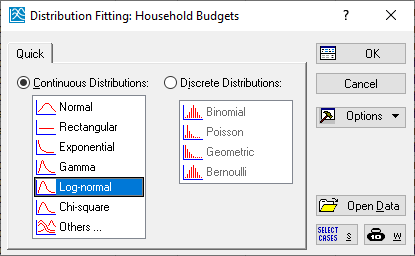 Distribution Fitting: Household Budgets
? ×
Quick
Continuous Distributions:
Normal
Rectangular
Exponential
Gamma
Log-normal
Chi-square
Others ...
Discrete Distributions:
Binomial
Poisson
Geometric
Bernoulli
OK
Cancel
Options
Open Data
SELECT
CASES
S
W